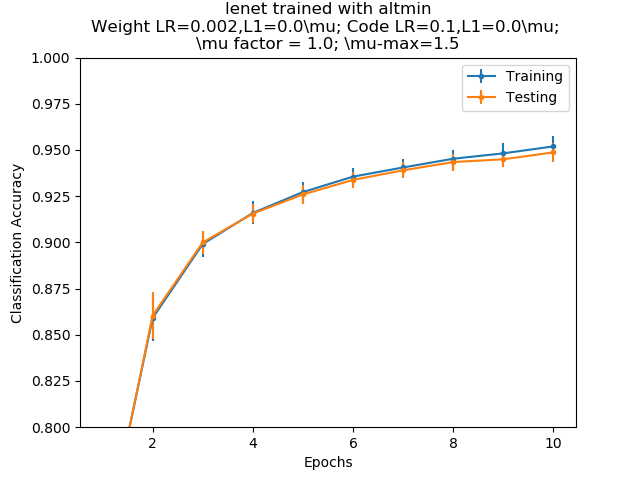 lenet trained with altmin
Weight LR=0.002,L1=0.0\mu; Code LR=0.1,L1=0.0\mu;
\mu factor = 1.0; \mu-max=1.5
Training
Testing
Classification Accuracy
1.000
0.975
0.950
0.925
0.900
0.875
0.850
0.825
0.800
2 4 6 8 10
Epochs